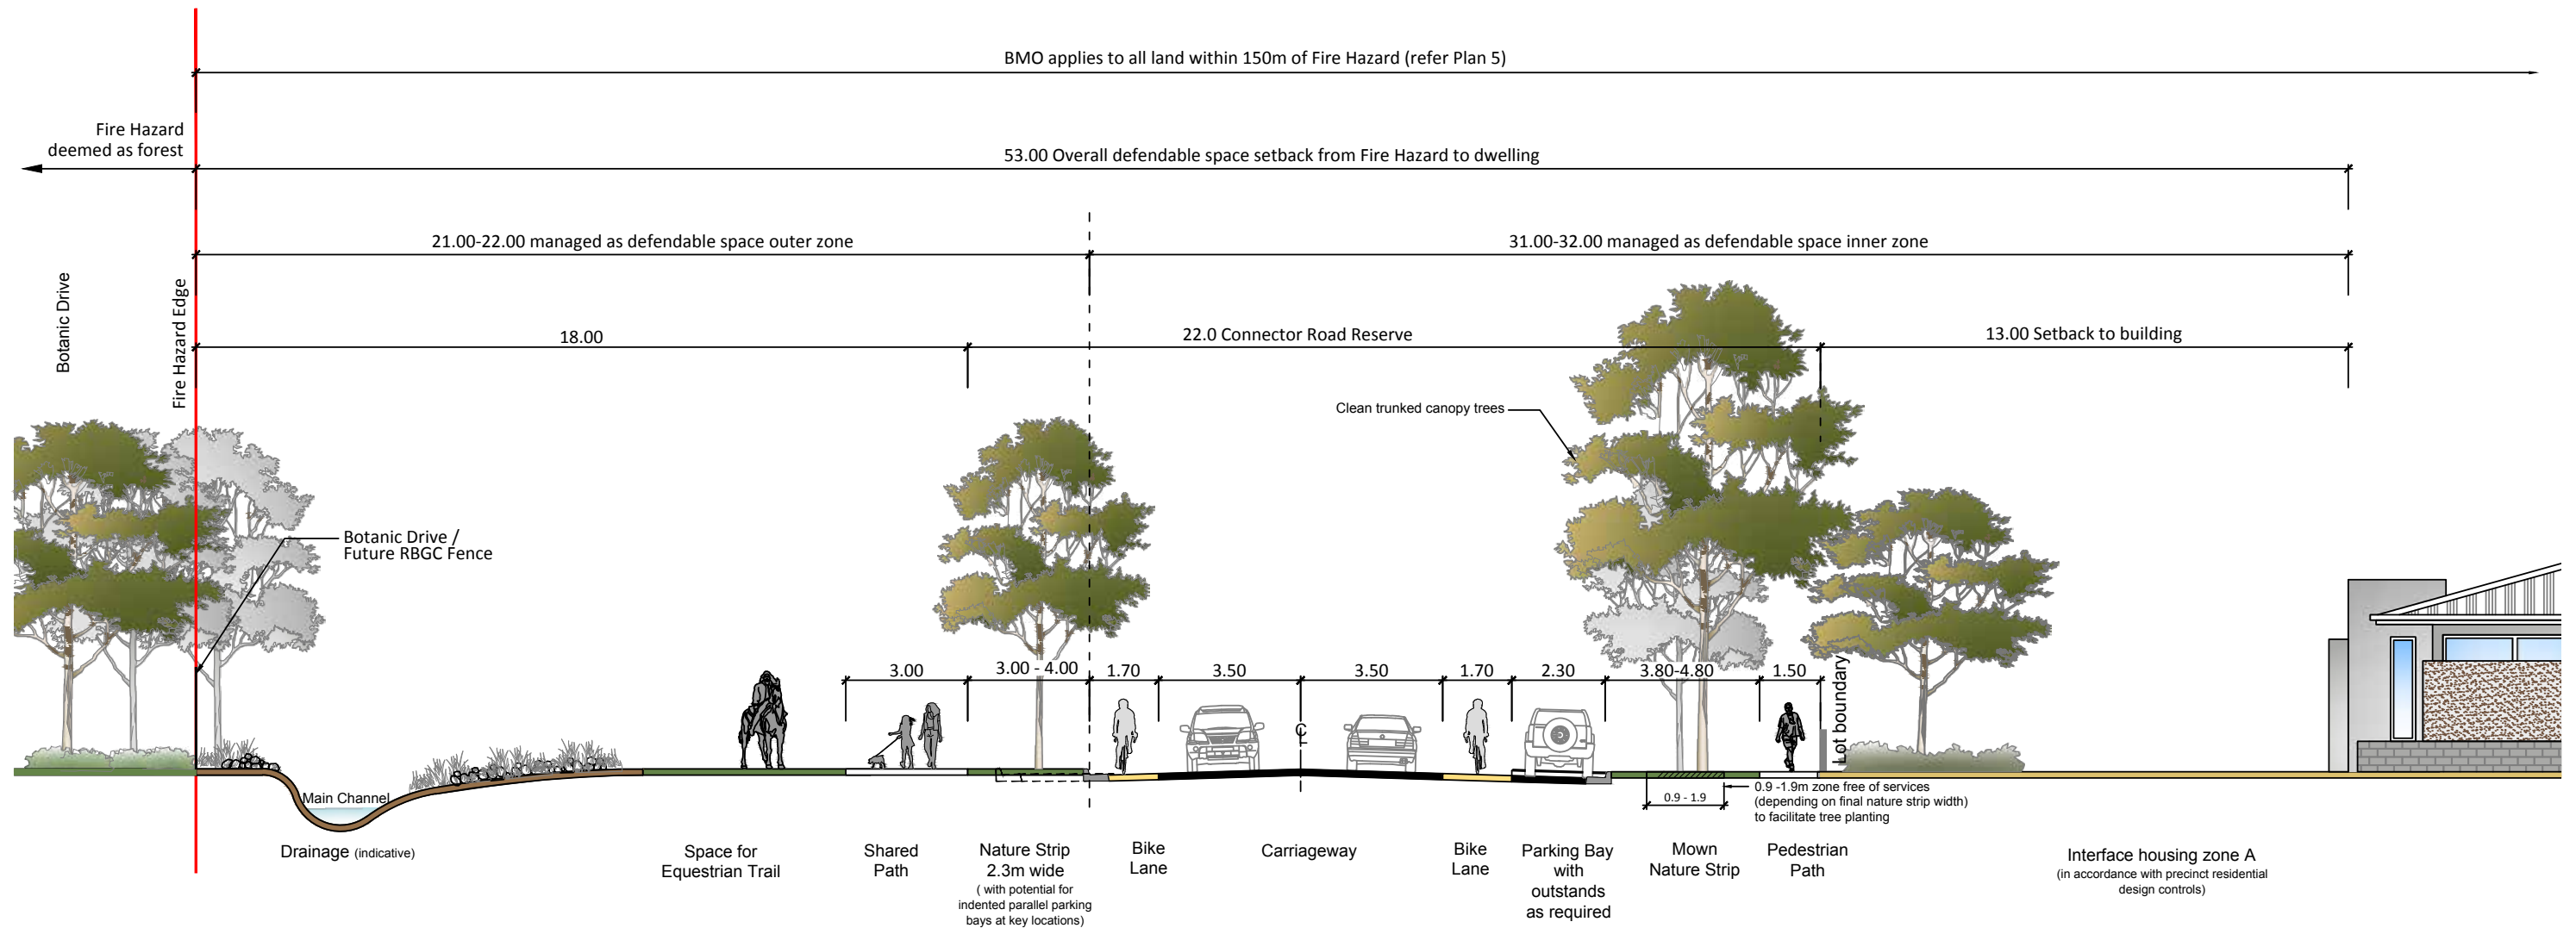 BMO applies to all land within 150m of Fire Hazard (refer Plan 5)
Fire Hazard
deemed as forest
53.00 Overall defendable space setback from Fire Hazard to dwelling
21.00-22.00 managed as defendable space outer zone
31.00-32.00 managed as defendable space inner zone
Botanic Drive
Fire Hazard Edge
18.00
22.0 Connector Road Reserve
13.00 Setback to building
Clean trunked canopy trees
Botanic Drive /
Future RBGC Fence
3.00
3.00 - 4.00
1.70
3.50
3.50
1.70
2.30
3.80-4.80
1.50
Lot boundary
CL
Main Channel
0.9 - 1.9
0.9 -1.9m zone free of services
(depending on final nature strip width)
to facilitate tree planting
Drainage (indicative)
Space for
Equestrian Trail
Shared
Path
Nature Strip
2.3m wide
( with potential for
indented parallel parking
bays at key locations)
Bike
Lane
Carriageway
Bike
Lane
Parking Bay
with
outstands
as required
Mown
Nature Strip
Pedestrian
Path
Interface housing zone A
(in accordance with precinct residential
design controls)